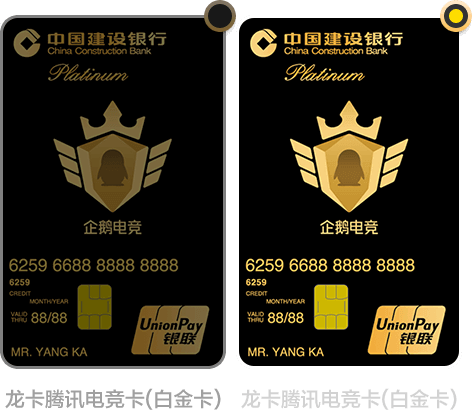 中国建设银行
China Construction Bank
Platinum
企鹅电竞
6259 6688 8888 8888
6259
CREDIT
MONTH/YEAR
VALID THRU 88/88
UnionPay
银联
MR. YANG KA
龙卡腾讯电竞卡(白金卡)
中国建设银行
China Construction Bank
Platinum
企鹅电竞
6259 6688 8888 8888
6259
CREDIT
MONTH/YEAR
VALID THRU 88/88
UnionPay
银联
MR. YANG KA
龙卡腾讯电竞卡(白金卡)